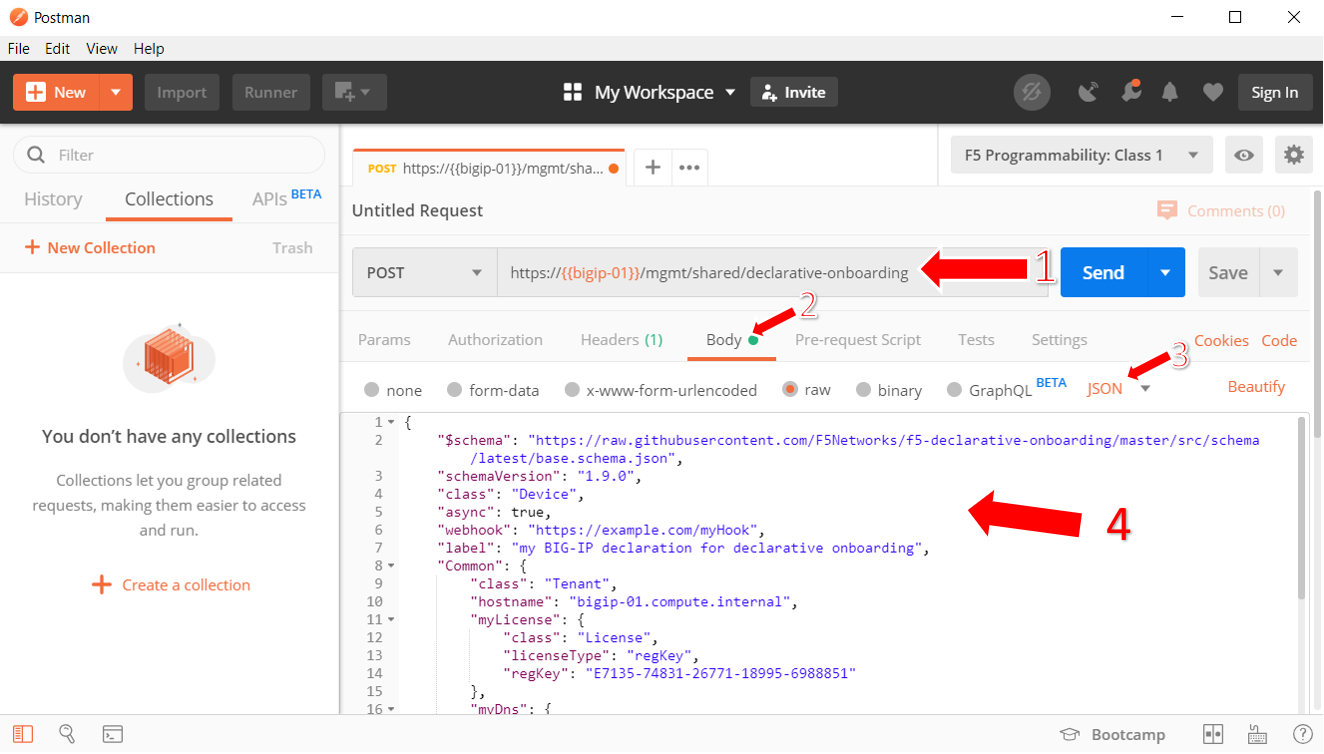 Postman
File Edit View Help
New Import Runner My Workspace Invite Sign In
Filter
History Collections APIs BETA
New Collection Trash
You don't have any collections
Collections let you group related
requests, making them easier to access
and run.
Create a collection
POST https://{{bigip-01}}/mgmt/sha...
F5 Programmability: Class 1
Untitled Request
Comments (0)
POST https://{{bigip-01}}/mgmt/shared/declarative-onboarding 1 Send Save
2
Params Authorization Headers (1) Body Pre-request Script Tests Settings Cookies Code
3
none form-data x-www-form-urlencoded raw binary GraphQL BETA JSON Beautify
1 {
2 "$schema": "https://raw.githubusercontent.com/F5Networks/f5-declarative-onboarding/master/src/schema
/latest/base.schema.json",
3 "schemaVersion": "1.9.0",
4 "class": "Device",
5 "async": true,
6 "webhook": "https://example.com/myHook",
7 "label": "my BIG-IP declaration for declarative onboarding",
8 "Common": {
9 "class": "Tenant",
10 "hostname": "bigip-01.compute.internal",
11 "myLicense": {
12 "class": "License",
13 "licenseType": "regKey",
14 "regKey": "E7135-74831-26771-18995-6988851"
15 },
16 "myDns": {
4
Bootcamp